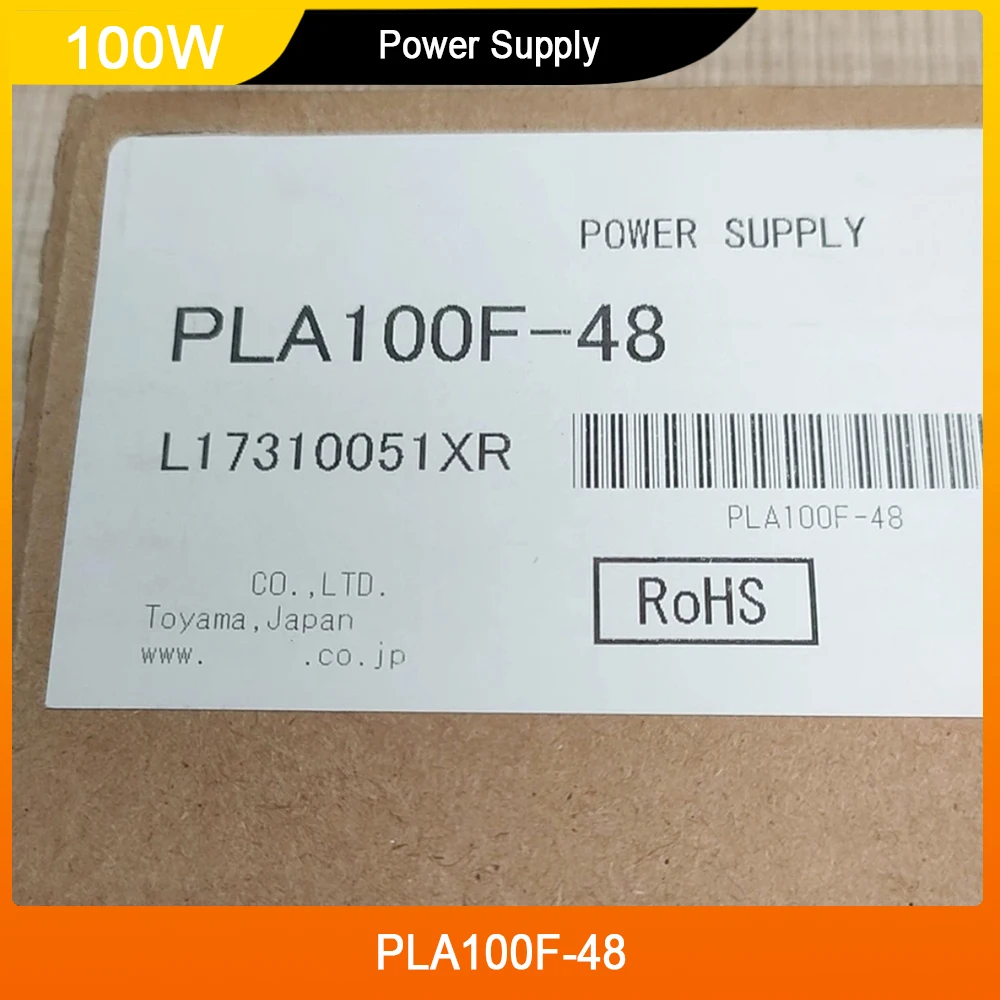 100W
Power Supply
POWER SUPPLY
PLA100F-48
L17310051XR
PLA100F-48
CO.,LTD.
RoHS
Toyama,Japan
www. .co.jp
PLA100F-48